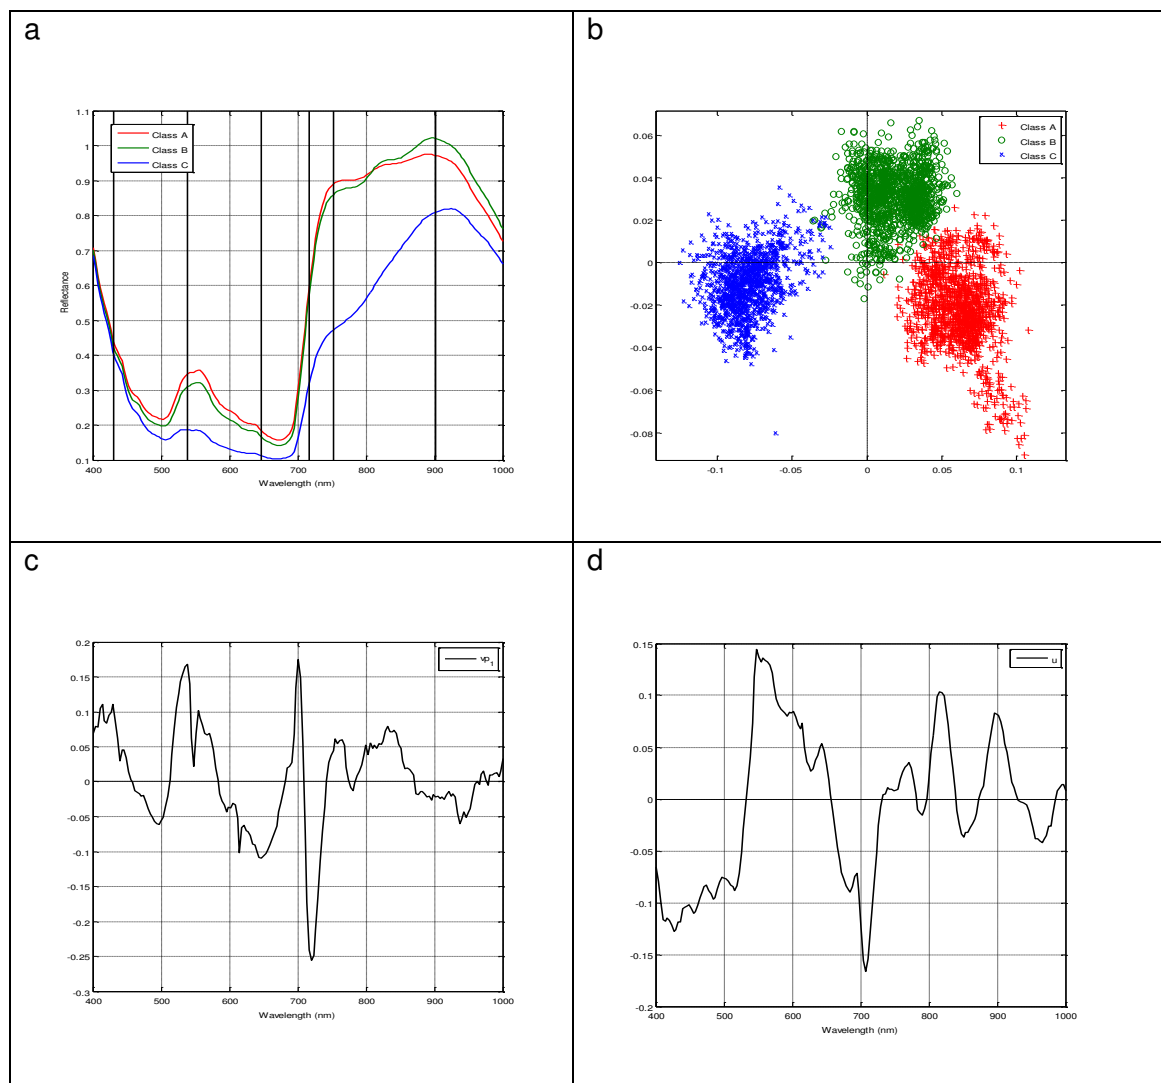 a
1.1
1
0.9
0.8
0.7
0.6
0.5
0.4
0.3
0.2
0.1
Reflectance
Class A
Class B
Class C
400 500 600 700 800 900 1000
Wavelength (nm)
b
0.06
0.04
0.02
0
-0.02
-0.04
-0.06
-0.08
Class A
Class B
Class C
-0.1 -0.05 0 0.05 0.1
c
0.2
0.15
0.1
0.05
0
-0.05
-0.1
-0.15
-0.2
-0.25
-0.3
vp1
400 500 600 700 800 900 1000
Wavelength (nm)
d
0.15
0.1
0.05
0
-0.05
-0.1
-0.15
-0.2
u
400 500 600 700 800 900 1000
Wavelength (nm)